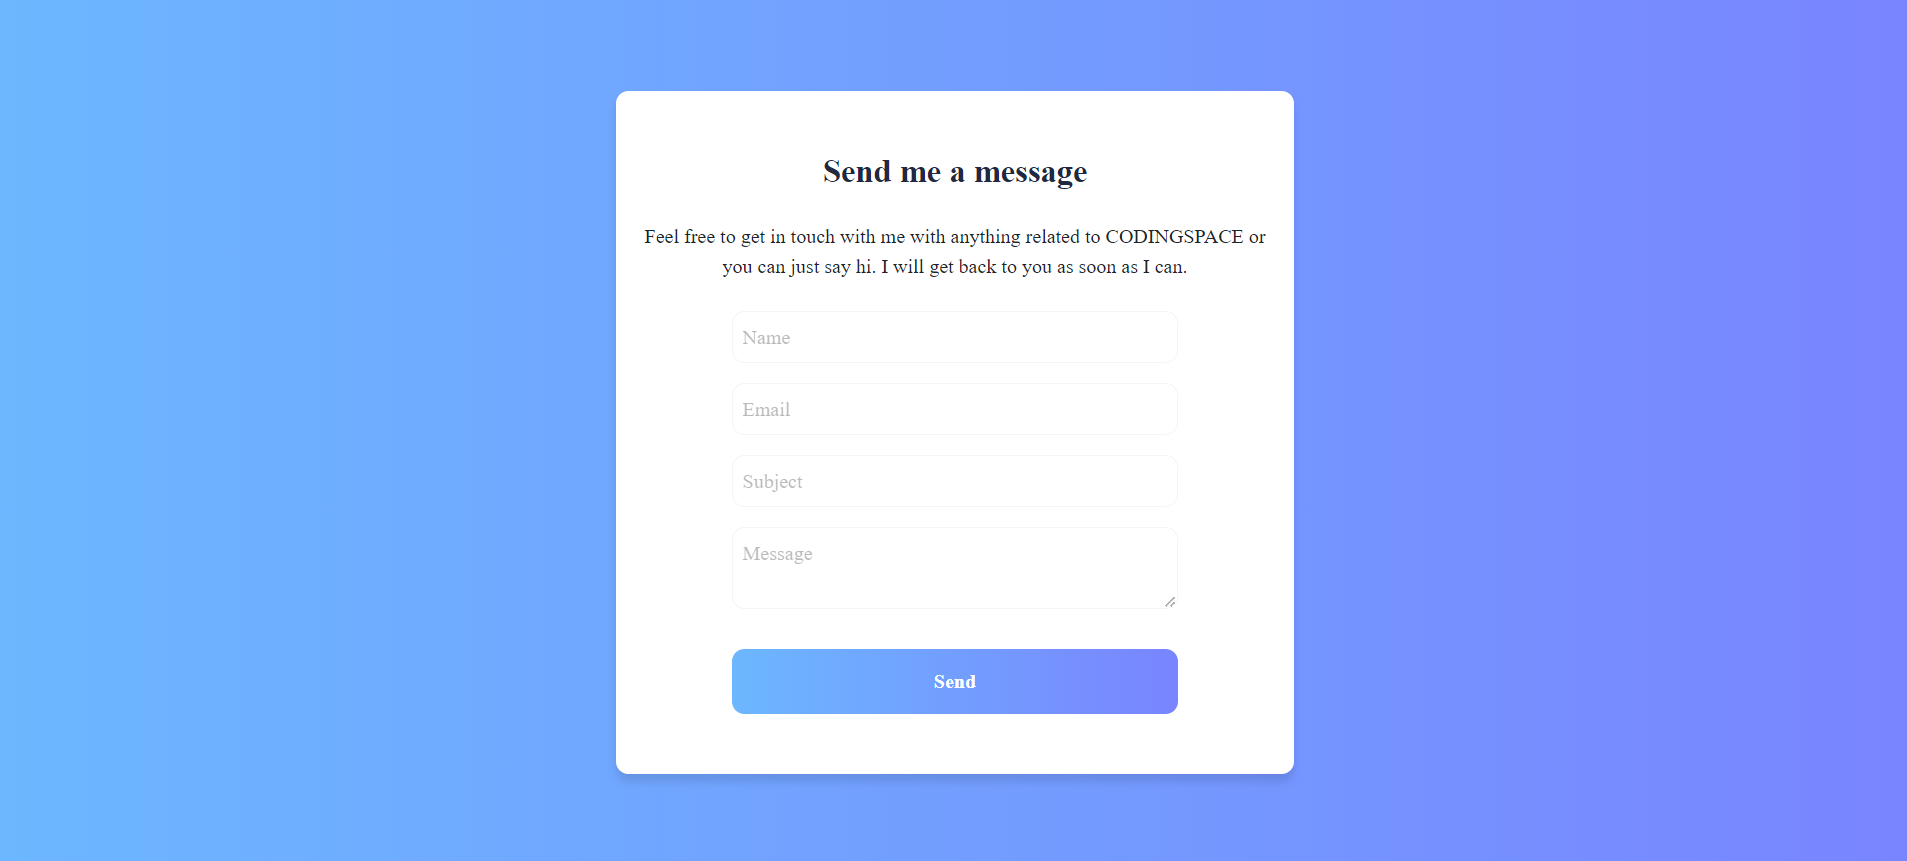 Send me a message
Feel free to get in touch with me with anything related to CODINGSPACE or
you can just say hi. I will get back to you as soon as I can.
Name
Email
Subject
Message
Send